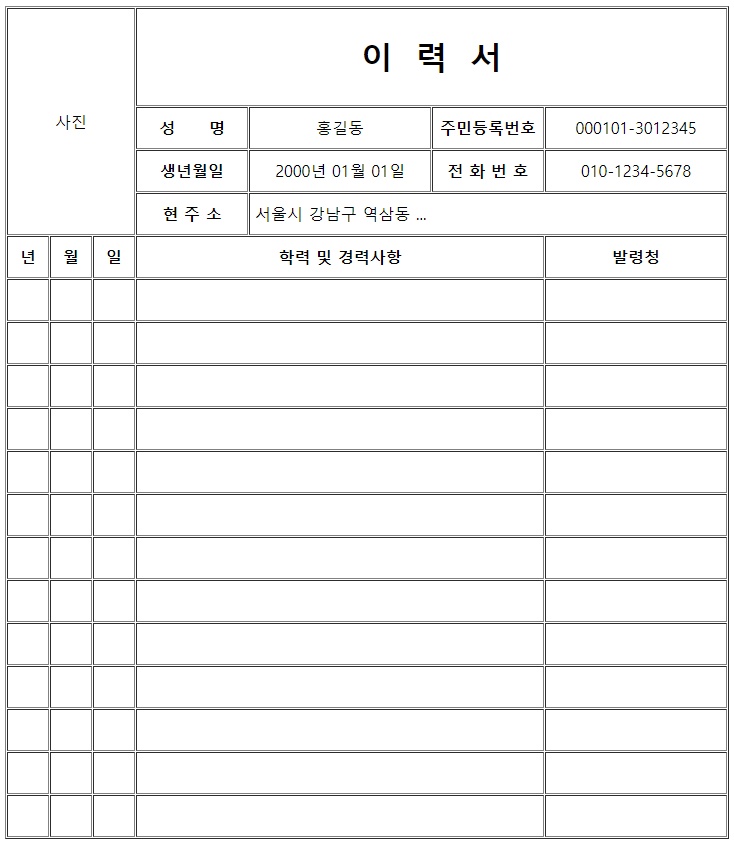 이 력 서
사진
성 명 홍길동 주민등록번호 000101-3012345
생년월일 2000년 01월 01일 전 화 번 호 010-1234-5678
현 주 소 서울시 강남구 역삼동 ...
년 월 일 학력 및 경력사항 발령청